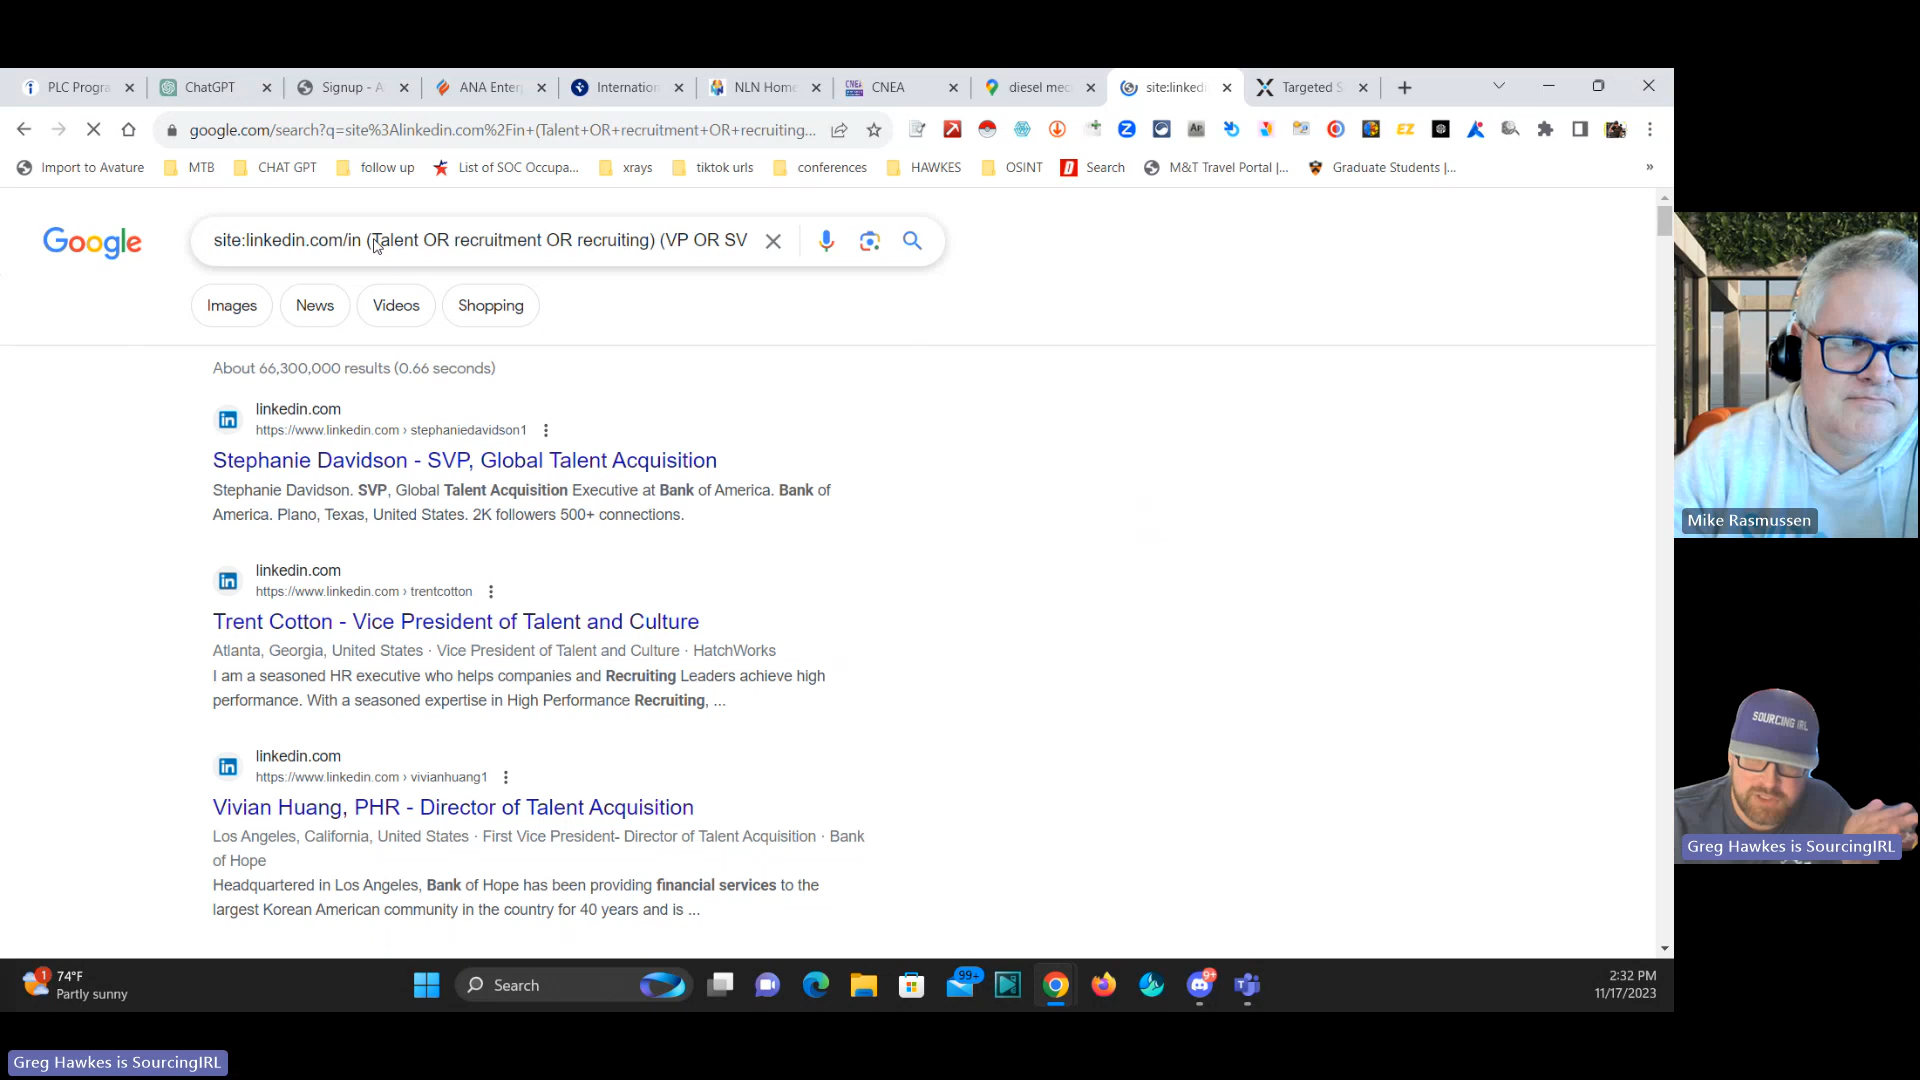 PLC Progra
ChatGPT
Signup - A
ANA Enter
Internation
NLN Home
CNEA
CNEA
diesel mec
site:linked
Targeted S
google.com/search?q=site%3Alinkedin.com%2Fin+(Talent+OR+recruitment+OR+recruiting...
Import to Avature
MTB
CHAT GPT
follow up
List of SOC Occupa...
xrays
tiktok urls
conferences
HAWKES
OSINT
Search
M&T Travel Portal |...
Graduate Students |...
»
Google
site:linkedin.com/in (Talent OR recruitment OR recruiting) (VP OR SV
Images
News
Videos
Shopping
About 66,300,000 results (0.66 seconds)
linkedin.com
https://www.linkedin.com › stephaniedavidson1
Stephanie Davidson - SVP, Global Talent Acquisition
Stephanie Davidson. SVP, Global Talent Acquisition Executive at Bank of America. Bank of
America. Plano, Texas, United States. 2K followers 500+ connections.
linkedin.com
https://www.linkedin.com › trentcotton
Trent Cotton - Vice President of Talent and Culture
Atlanta, Georgia, United States · Vice President of Talent and Culture · HatchWorks
I am a seasoned HR executive who helps companies and Recruiting Leaders achieve high
performance. With a seasoned expertise in High Performance Recruiting, ...
linkedin.com
https://www.linkedin.com › vivianhuang1
Vivian Huang, PHR - Director of Talent Acquisition
Los Angeles, California, United States · First Vice President- Director of Talent Acquisition · Bank
of Hope
Headquartered in Los Angeles, Bank of Hope has been providing financial services to the
largest Korean American community in the country for 40 years and is ...
Mike Rasmussen
SOURCING IRL
Greg Hawkes is SourcingIRL
1
74°F
Partly sunny
Search
99+
9+
2:32 PM
11/17/2023
Greg Hawkes is SourcingIRL